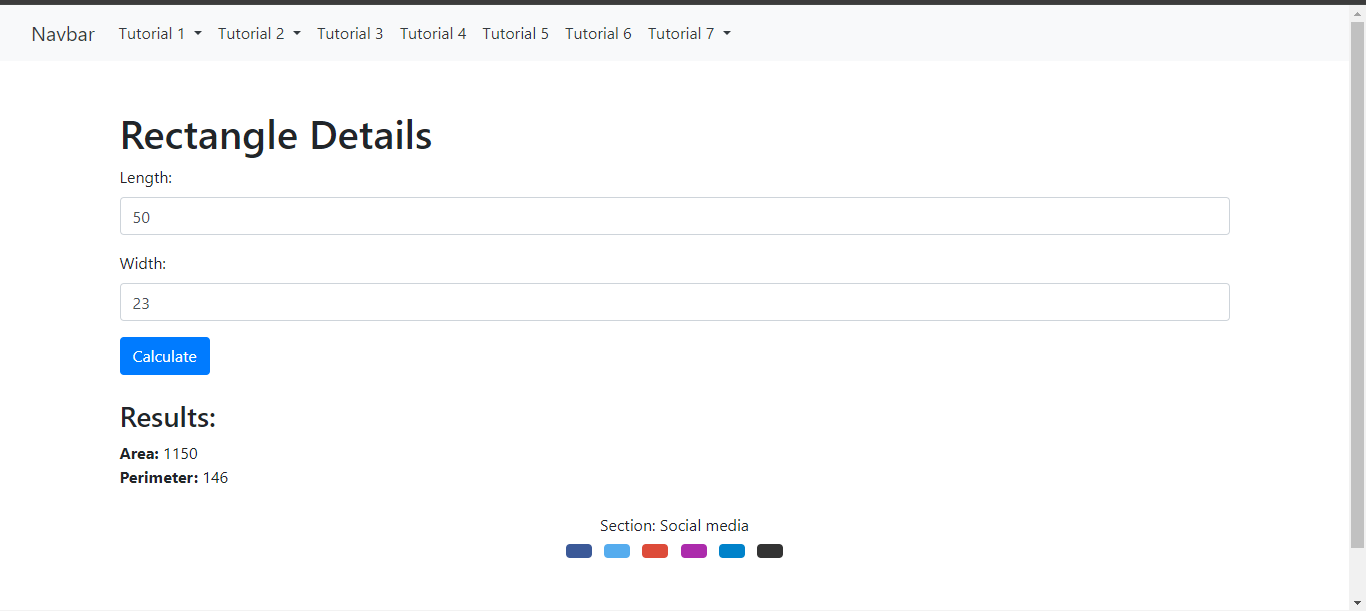 Navbar Tutorial 1 Tutorial 2 Tutorial 3 Tutorial 4 Tutorial 5 Tutorial 6 Tutorial 7
Rectangle Details
Length:
50
Width:
23
Calculate
Results:
Area: 1150
Perimeter: 146
Section: Social media